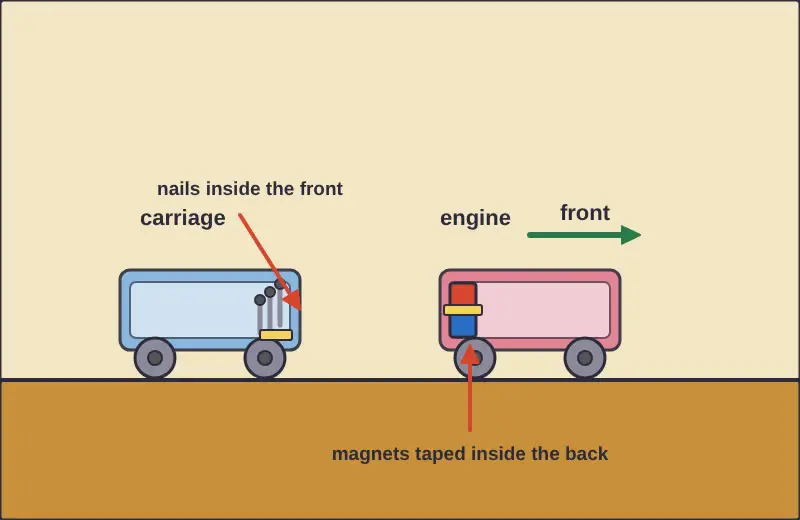 nails inside the front
carriage
engine
front
magnets taped inside the back